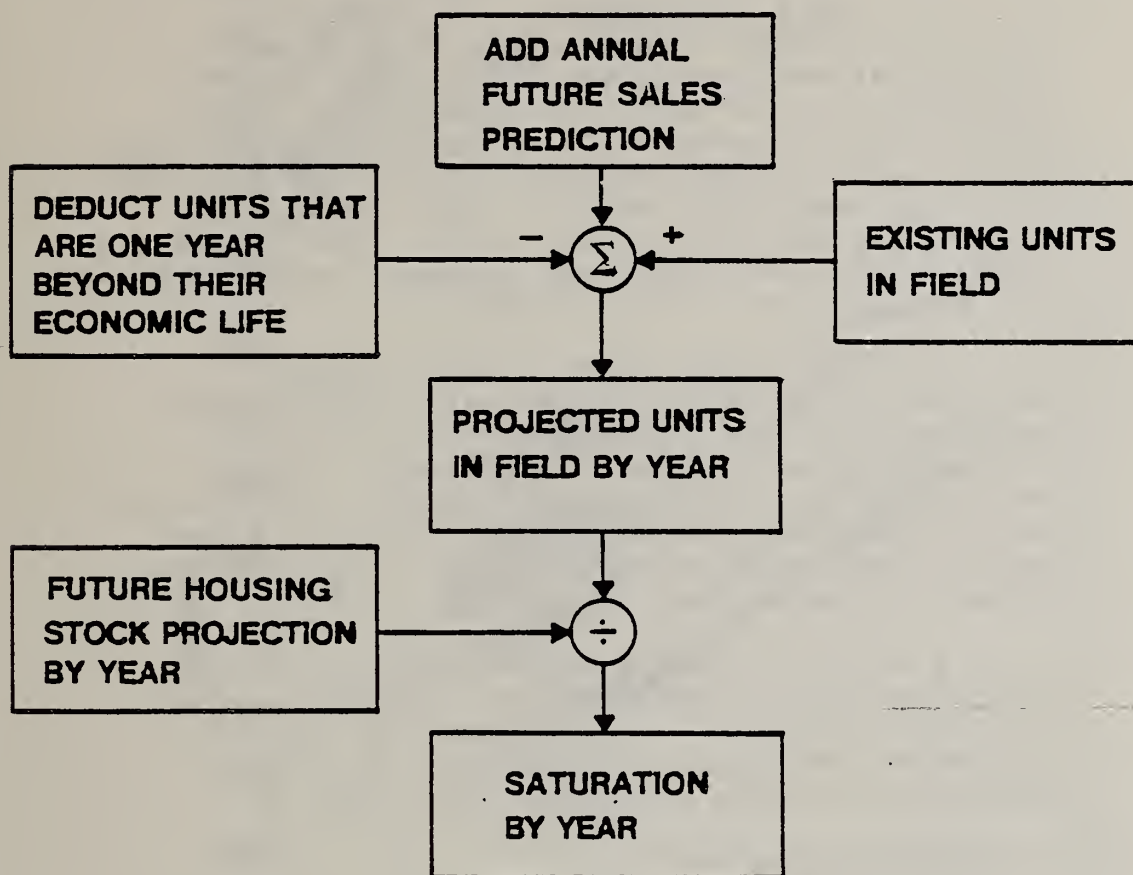 ADD ANNUAL
FUTURE SALES
PREDICTION
DEDUCT UNITS THAT
ARE ONE YEAR
BEYOND THEIR
ECONOMIC LIFE
−
Σ
+
EXISTING UNITS
IN FIELD
PROJECTED UNITS
IN FIELD BY YEAR
FUTURE HOUSING
STOCK PROJECTION
BY YEAR
÷
SATURATION
BY YEAR